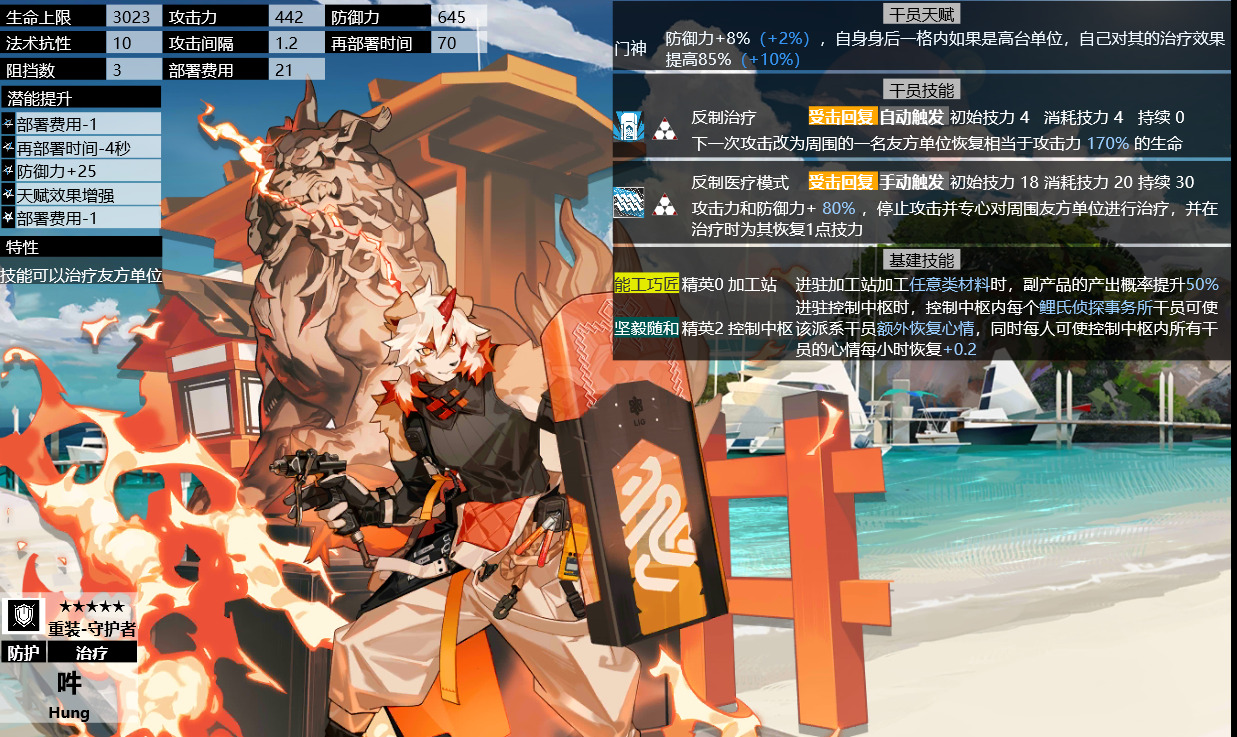 生命上限 3023 攻击力 442 防御力 645
法术抗性 10 攻击间隔 1.2 再部署时间 70
阻挡数 3 部署费用 21
潜能提升
部署费用-1
再部署时间-4秒
防御力+25
天赋效果增强
部署费用-1
特性
技能可以治疗友方单位
干员天赋
门神 防御力+8%（+2%），自身身后一格内如果是高台单位，自己对其的治疗效果
提高85%（+10%）
干员技能
反制治疗 受击回复 自动触发 初始技力 4 消耗技力 4 持续 0
下一次攻击改为周围的一名友方单位恢复相当于攻击力 170% 的生命
反制医疗模式 受击回复 手动触发 初始技力 18 消耗技力 20 持续 30
攻击力和防御力+ 80% ，停止攻击并专心对周围友方单位进行治疗，并在
治疗时为其恢复1点技力
基建技能
能工巧匠 精英0 加工站 进驻加工站加工任意类材料时，副产品的产出概率提升50%
进驻控制中枢时，控制中枢内每个鲤氏侦探事务所干员可使
坚毅随和 精英2 控制中枢 该派系干员额外恢复心情，同时每人可使控制中枢内所有干
员的心情每小时恢复+0.2
LIO
★★★★★
重装-守护者
防护 治疗
吽
Hung